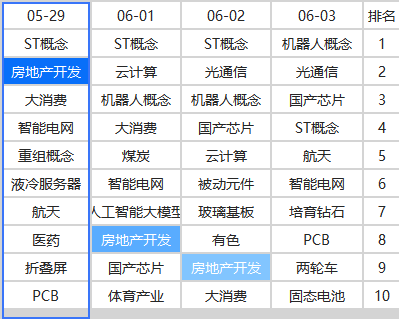 05-29 06-01 06-02 06-03 排名
ST概念 ST概念 ST概念 机器人概念 1
房地产开发 云计算 光通信 光通信 2
大消费 机器人概念 机器人概念 国产芯片 3
智能电网 大消费 国产芯片 ST概念 4
重组概念 煤炭 云计算 航天 5
液冷服务器 智能电网 被动元件 智能电网 6
航天 人工智能大模型 玻璃基板 培育钻石 7
医药 房地产开发 有色 PCB 8
折叠屏 国产芯片 房地产开发 两轮车 9
PCB 体育产业 大消费 固态电池 10